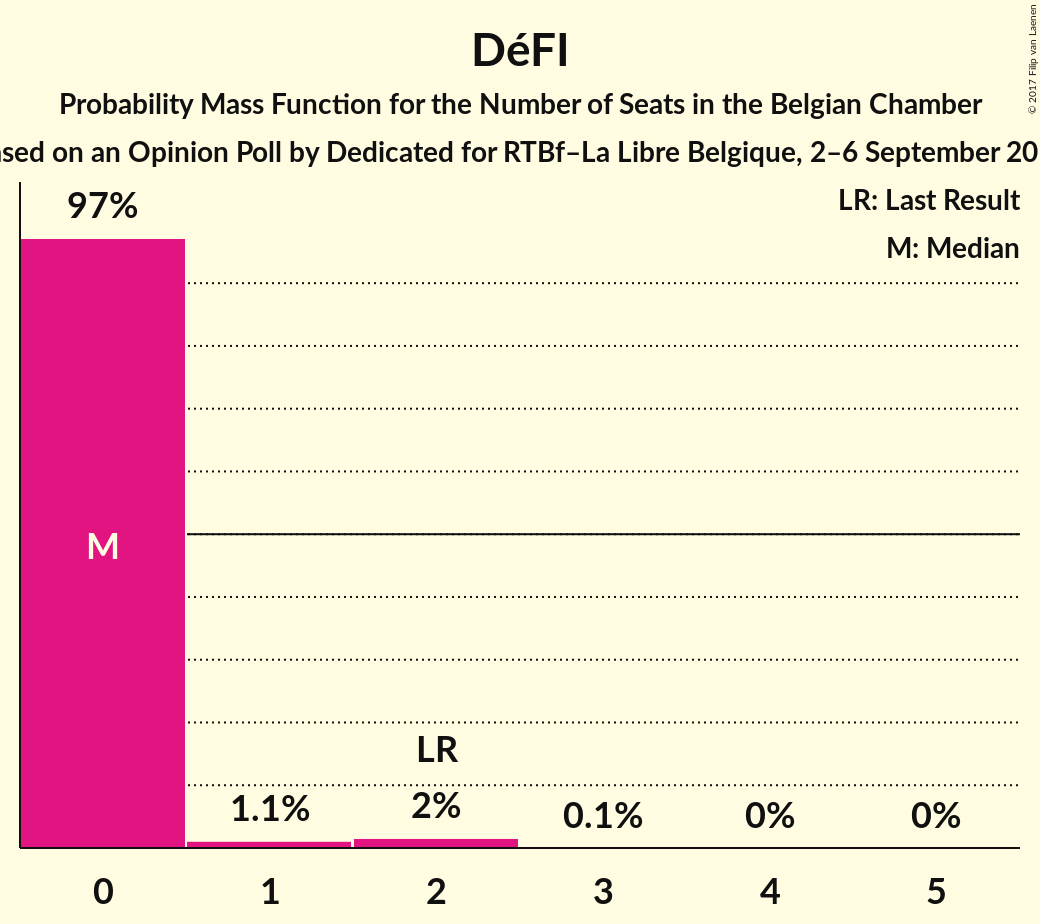 DéFI
Probability Mass Function for the Number of Seats in the Belgian Chamber
on an Opinion Poll by Dedicated for RTBf–La Libre Belgique, 2–6 September
© 2017 Filip van Laenen
LR: Last Result
M: Median
97%
M
LR
1.1%
2%
0.1%
0%
0%
0
1
2
3
4
5